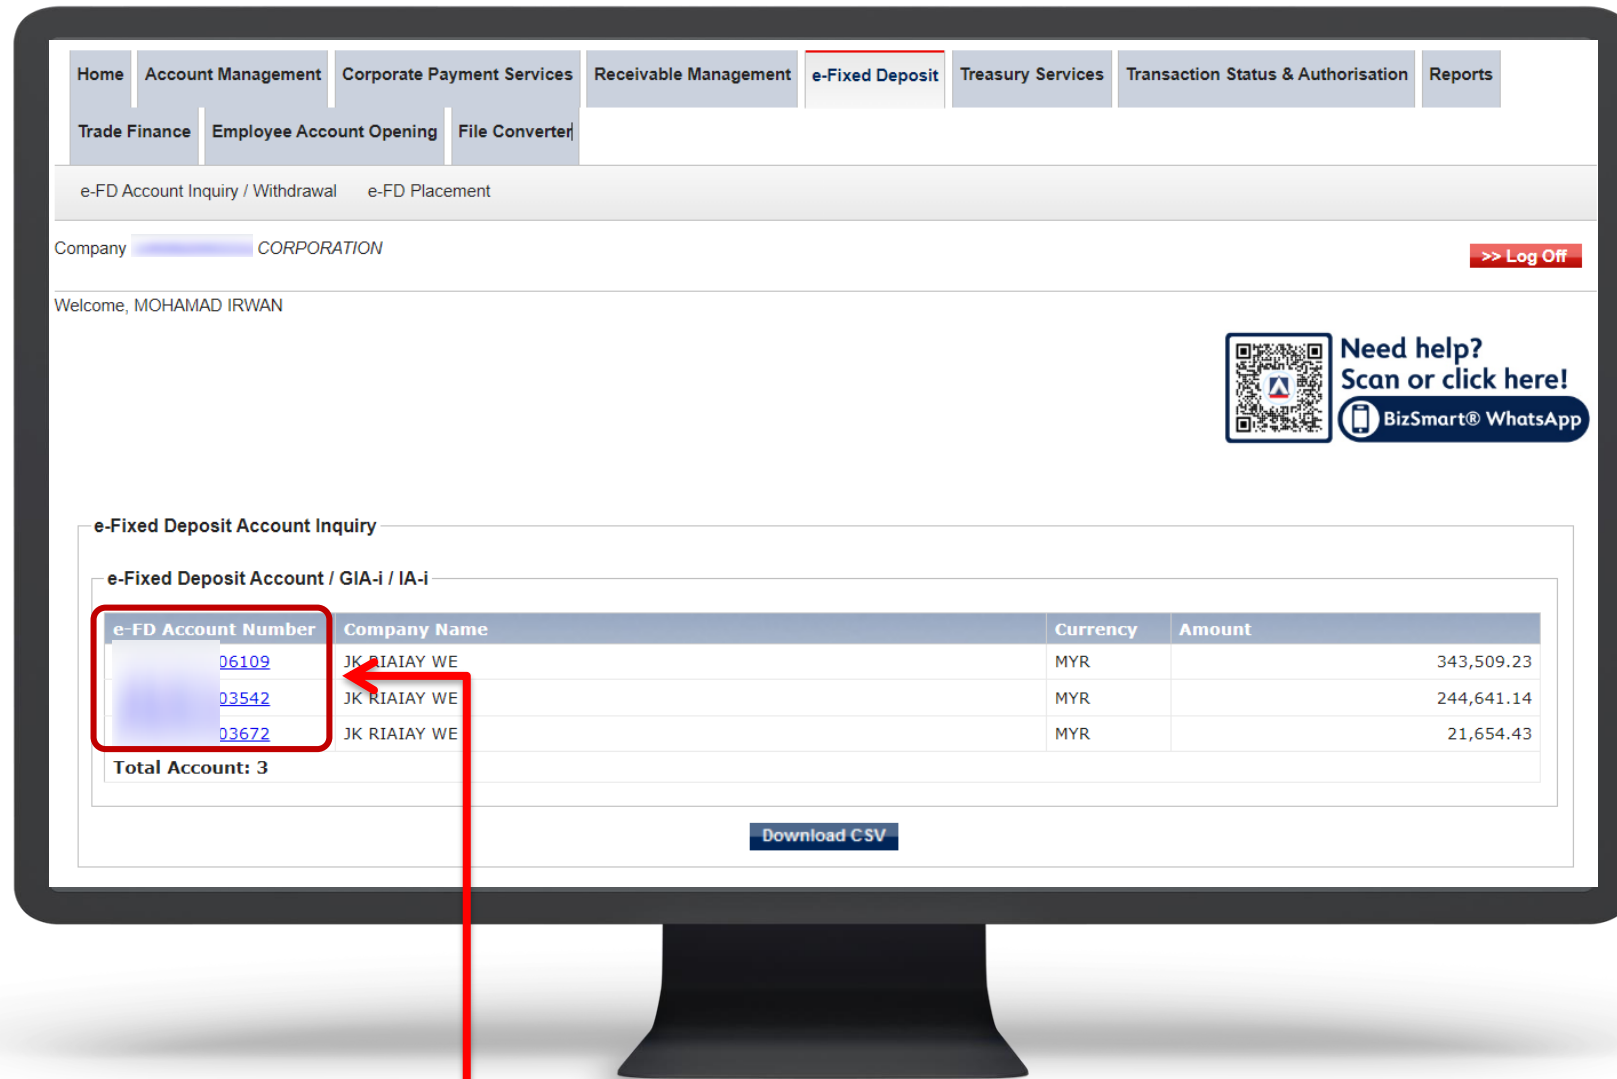 Home Account Management Corporate Payment Services Receivable Management e-Fixed Deposit Treasury Services Transaction Status & Authorisation Reports
Trade Finance Employee Account Opening File Converter
e-FD Account Inquiry / Withdrawal e-FD Placement
Company CORPORATION
>> Log Off
Welcome, MOHAMAD IRWAN
Need help?
Scan or click here!
BizSmart® WhatsApp
e-Fixed Deposit Account Inquiry
e-Fixed Deposit Account / GIA-i / IA-i
e-FD Account Number Company Name Currency Amount
06109 JK RIAIAY WE MYR 343,509.23
03542 JK RIAIAY WE MYR 244,641.14
03672 JK RIAIAY WE MYR 21,654.43
Total Account: 3
Download CSV